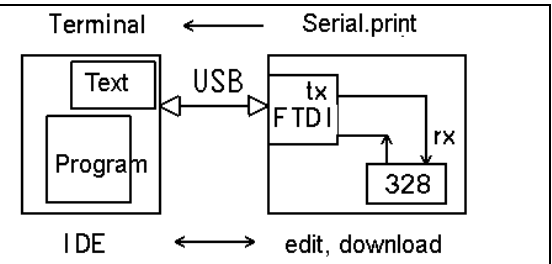 Terminal Serial.print
Text USB tx
FTDI
rx
Program 328
IDE edit, download